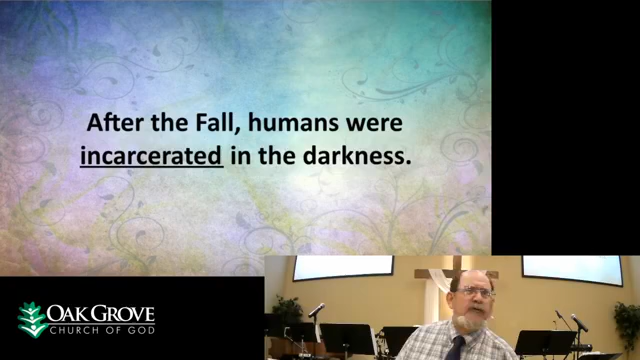 After the Fall, humans were
incarcerated in the darkness.
OAK GROVE
CHURCH OF GOD